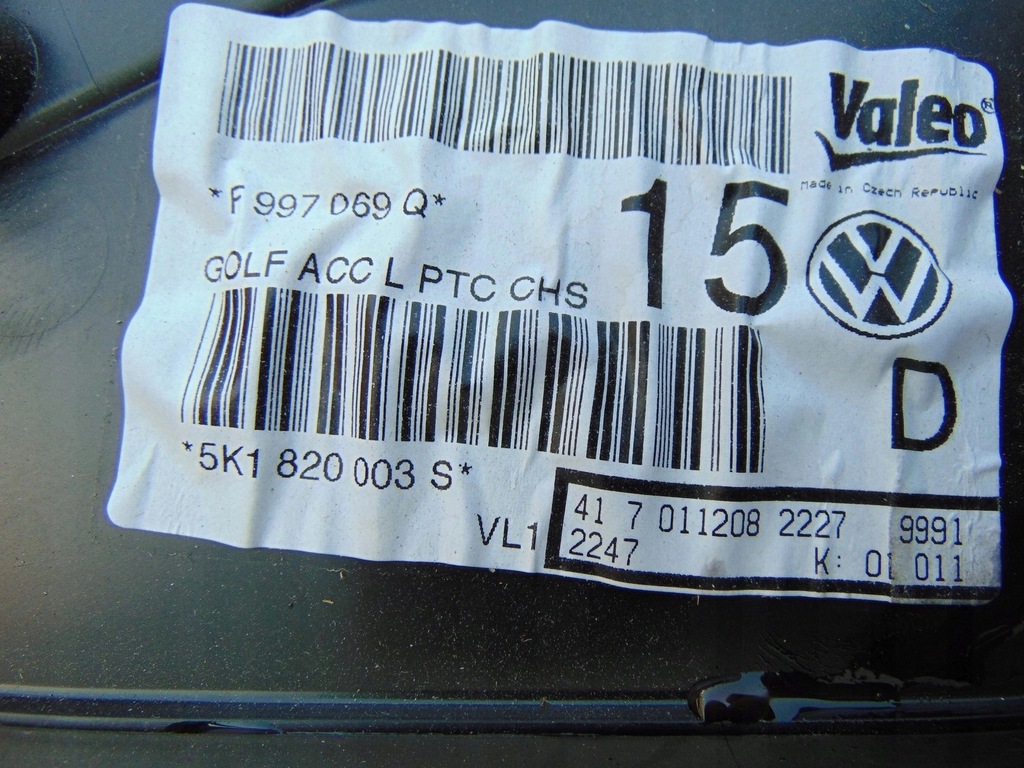 Valeo®
Made in Czech Republic
*F 997 069 Q*
15
GOLF ACC L PTC CHS
D
*5K1 820 003 S*
VL1
41 7 011208 2227 9991
2247 K: 01 011